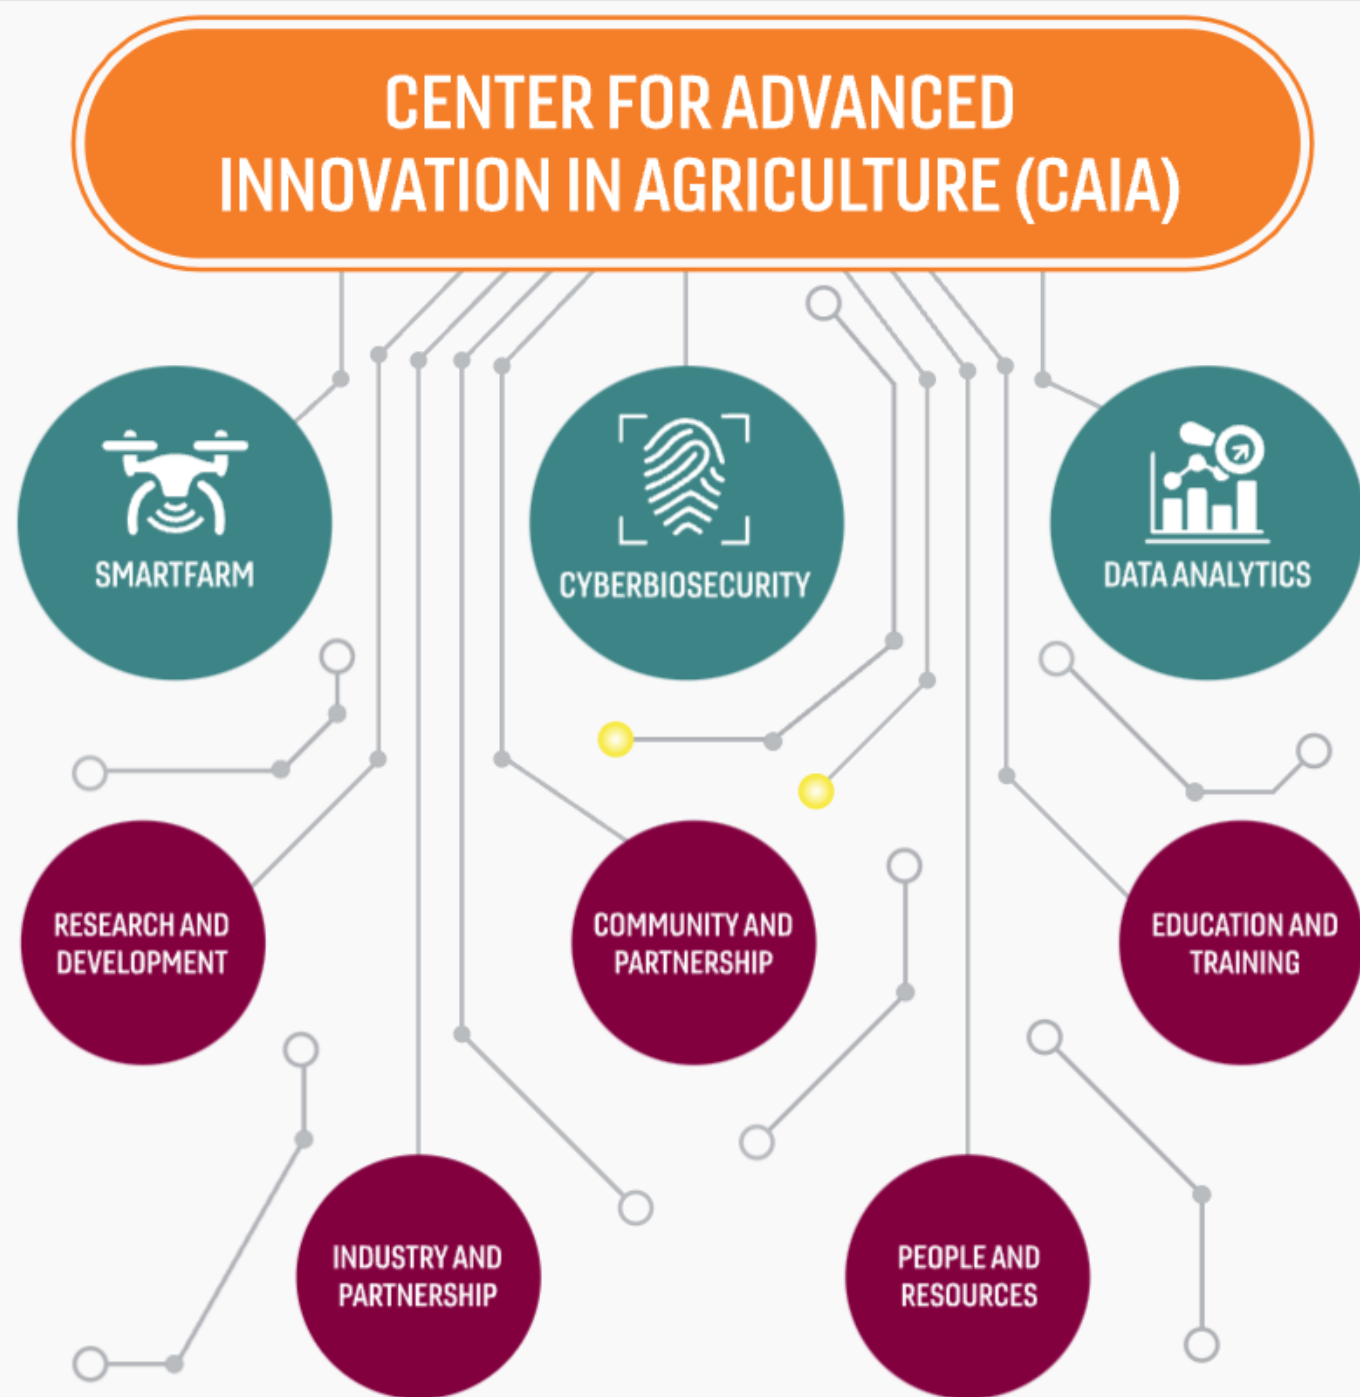 CENTER FOR ADVANCED
INNOVATION IN AGRICULTURE (CAIA)
SMARTFARM
CYBERBIOSECURITY
DATA ANALYTICS
RESEARCH AND
DEVELOPMENT
COMMUNITY AND
PARTNERSHIP
EDUCATION AND
TRAINING
INDUSTRY AND
PARTNERSHIP
PEOPLE AND
RESOURCES